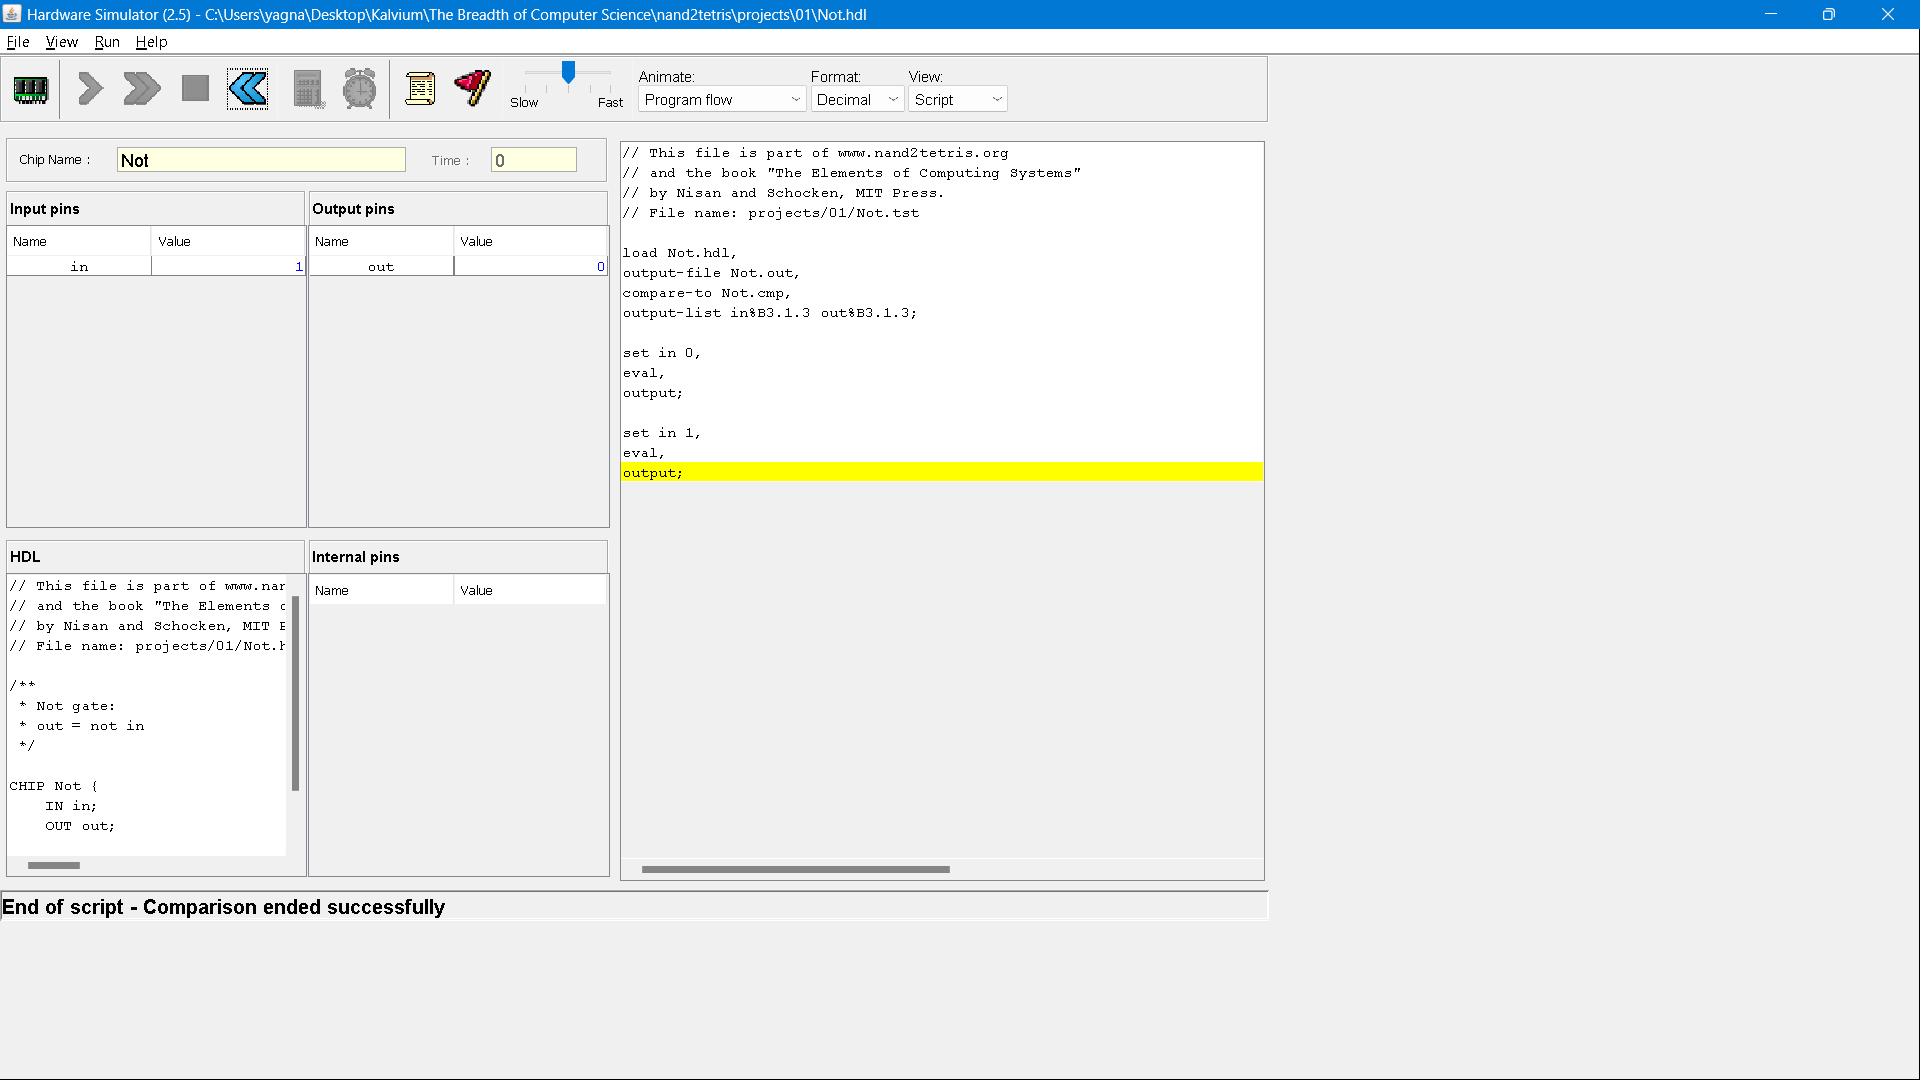 Hardware Simulator (2.5) - C:\Users\yagna\Desktop\Kalvium\The Breadth of Computer Science\nand2tetris\projects\01\Not.hdl
File View Run Help
Slow Fast
Animate:
Program flow
Format:
Decimal
View:
Script
Chip Name :
Not
Time :
0
Input pins
Name Value
in 1
Output pins
Name Value
out 0
HDL
// This file is part of www.nan
// and the book "The Elements o
// by Nisan and Schocken, MIT P
// File name: projects/01/Not.h
/**
* Not gate:
* out = not in
*/
CHIP Not {
IN in;
OUT out;
Internal pins
Name Value
// This file is part of www.nand2tetris.org
// and the book "The Elements of Computing Systems"
// by Nisan and Schocken, MIT Press.
// File name: projects/01/Not.tst
load Not.hdl,
output-file Not.out,
compare-to Not.cmp,
output-list in%B3.1.3 out%B3.1.3;
set in 0,
eval,
output;
set in 1,
eval,
output;
End of script - Comparison ended successfully